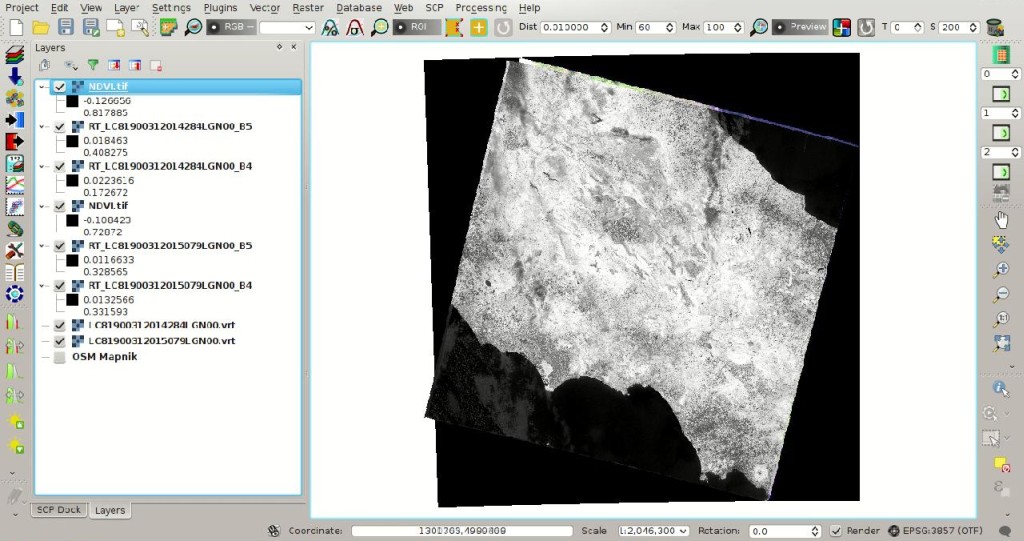 Project Edit View Layer Settings Plugins Vector Raster Database Web SCP Processing Help
RGB = Dist 0.010000 Min 60 Max 100 Preview T 0 S 200
ROI
Layers
NDVI.tif
-0.126656
0.817885
RT_LC81900312014284LGN00_B5
0.018463
0.408275
RT_LC81900312014284LGN00_B4
0.0223616
0.172672
NDVI.tif
-0.108423
0.72072
RT_LC81900312015079LGN00_B5
0.0116633
0.328565
RT_LC81900312015079LGN00_B4
0.0132566
0.331593
LC81900312014284LGN00.vrt
LC81900312015079LGN00.vrt
OSM Mapnik
0
1
2
SCP Dock Layers
Coordinate: Scale 1:2,046,300 Rotation: 0.0 Render EPSG:3857 (OTF)